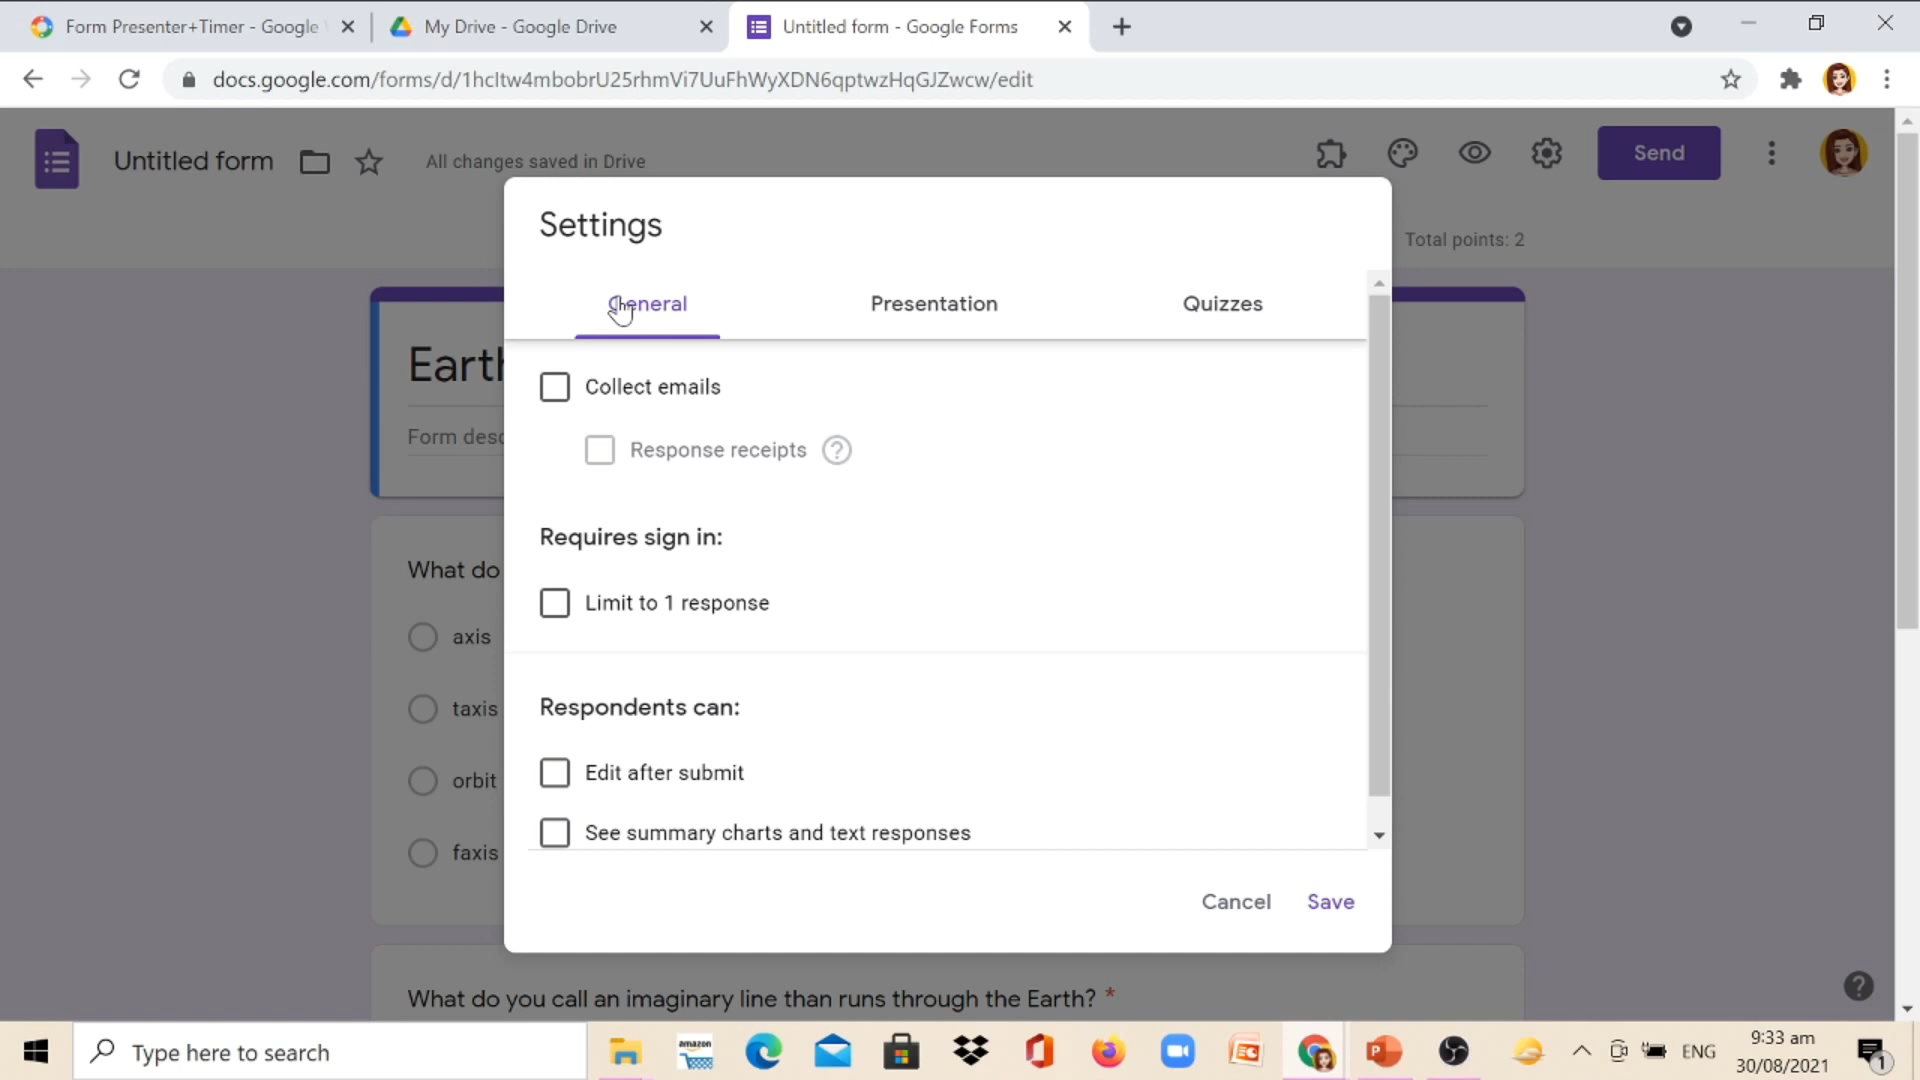 Form Presenter+Timer - Google
My Drive - Google Drive
Untitled form - Google Forms
docs.google.com/forms/d/1hcItw4mbobrU25rhmVi7UuFhWyXDN6qptwzHqGJZwcw/edit
Untitled form
All changes saved in Drive
Send
Settings
Total points: 2
General
Presentation
Quizzes
Earth
Collect emails
Form desc
Response receipts
Requires sign in:
What do
Limit to 1 response
axis
Respondents can:
taxis
Edit after submit
orbit
See summary charts and text responses
faxis
Cancel
Save
What do you call an imaginary line than runs through the Earth? *
Type here to search
amazon
ENG
9:33 am
30/08/2021
1